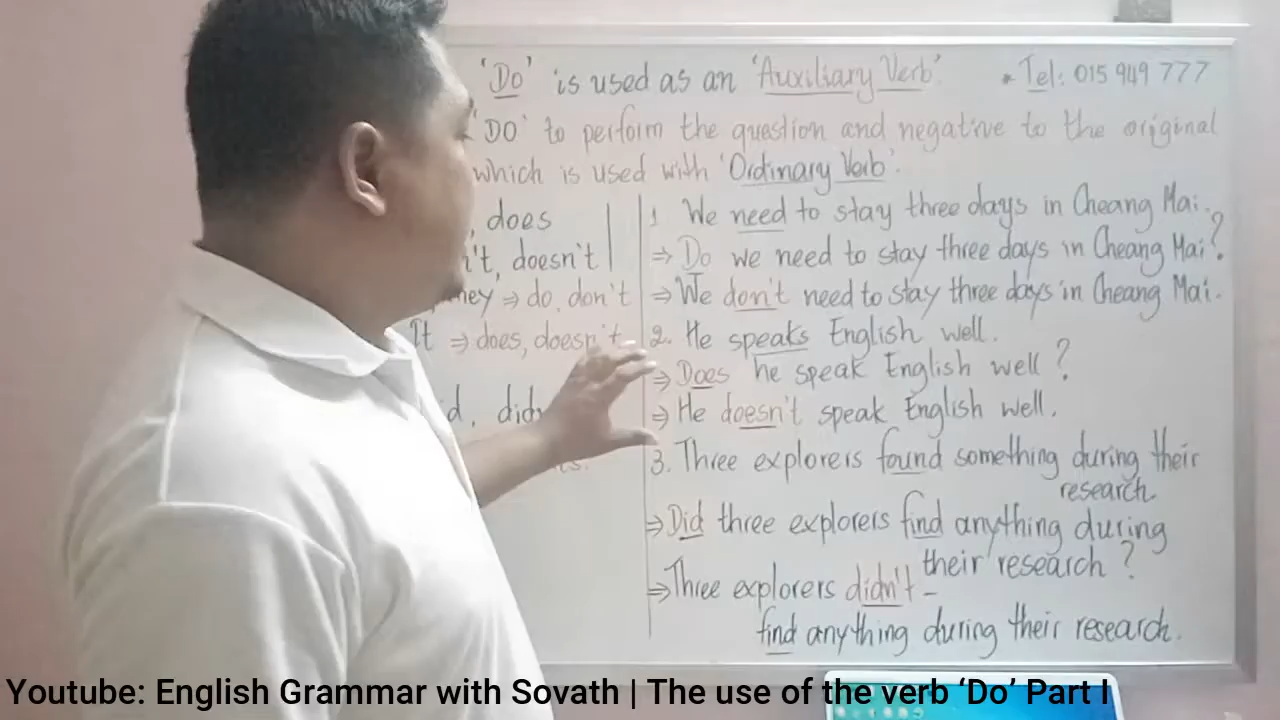 'Do' is used as an 'Auxiliary Verb'. * Tel: 015 949 777
'DO' to perform the question and negative to the original
which is used with 'Ordinary Verb'.
, does
doesn't
⇒ do, don't
It ⇒ does, doesn't
1. We need to stay three days in Cheang Mai.
⇒ Do we need to stay three days in Cheang Mai?
⇒ We don't need to stay three days in Cheang Mai.
2. He speaks English well.
⇒ Does he speak English well?
⇒ He doesn't speak English well.
3. Three explorers found something during their
research.
⇒ Did three explorers find anything during
their research?
⇒ Three explorers didn't -
find anything during their research.
Youtube: English Grammar with Sovath | The use of the verb ‘Do’ Part I